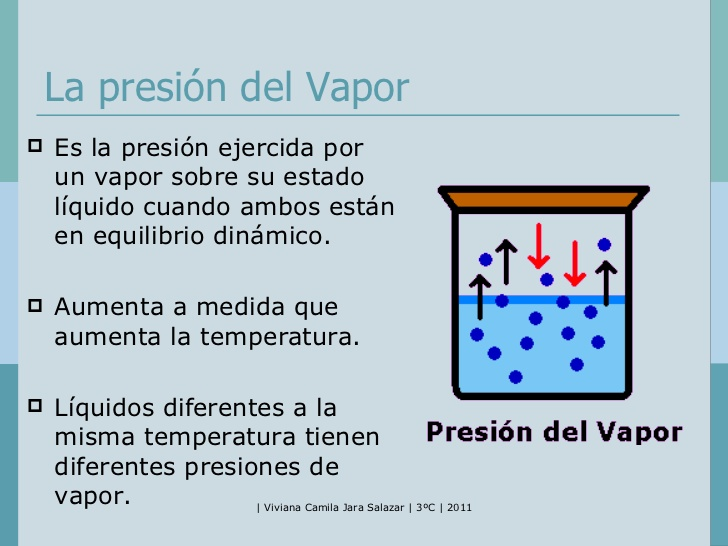 La presión del Vapor
Es la presión ejercida por
un vapor sobre su estado
líquido cuando ambos están
en equilibrio dinámico.
Aumenta a medida que
aumenta la temperatura.
Líquidos diferentes a la
misma temperatura tienen
diferentes presiones de
vapor.
Presión del Vapor
| Viviana Camila Jara Salazar | 3ºC | 2011